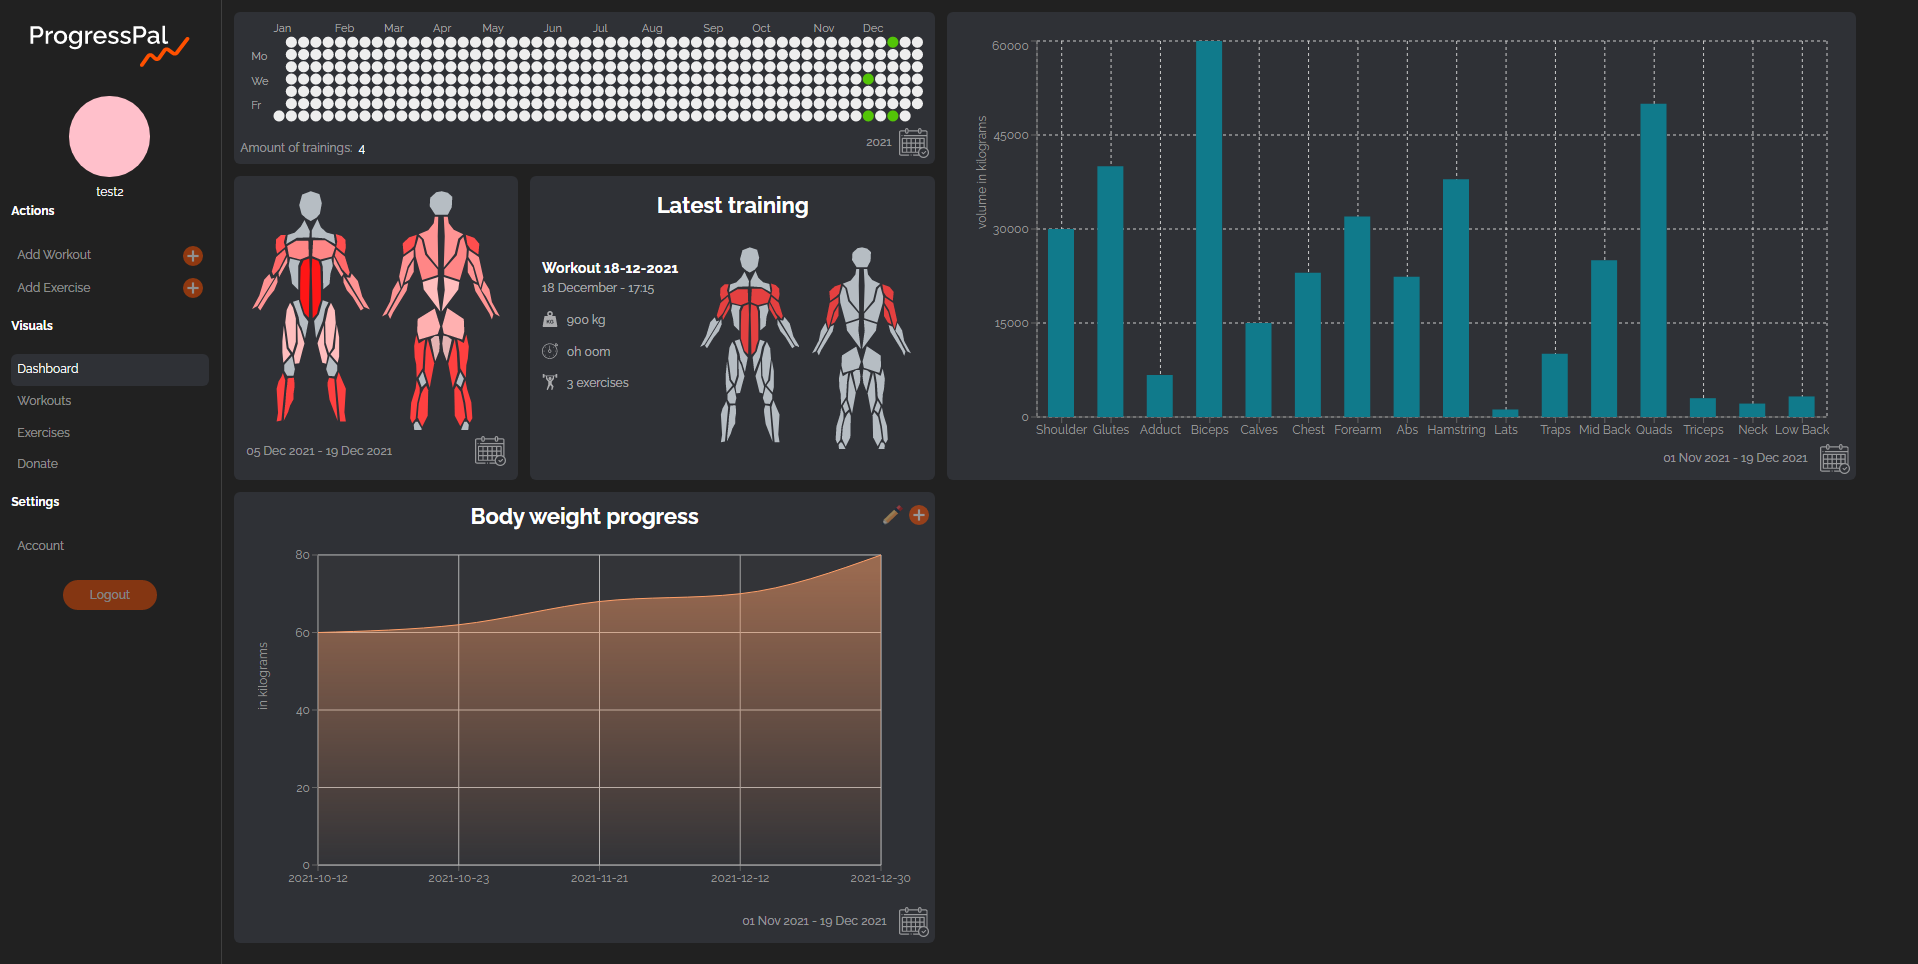 ProgressPal
test2
Actions
Add Workout
Add Exercise
Visuals
Dashboard
Workouts
Exercises
Donate
Settings
Account
Logout
Jan Feb Mar Apr May Jun Jul Aug Sep Oct Nov Dec
Mo
We
Fr
Amount of trainings: 4
2021
05 Dec 2021 - 19 Dec 2021
Latest training
Workout 18-12-2021
18 December - 17:15
KG
900 kg
0h 00m
3 exercises
volume in kilograms
60000
45000
30000
15000
0
Shoulder Glutes Adduct Biceps Calves Chest Forearm Abs Hamstring Lats Traps Mid Back Quads Triceps Neck Low Back
01 Nov 2021 - 19 Dec 2021
Body weight progress
in kilograms
80
60
40
20
0
2021-10-12 2021-10-23 2021-11-21 2021-12-12 2021-12-30
01 Nov 2021 - 19 Dec 2021